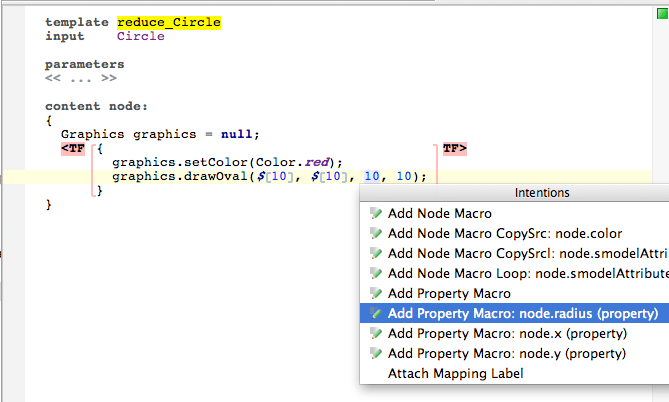 template reduce_Circle
input Circle
parameters
<< ... >>
content node:
{
Graphics graphics = null;
<TF { TF>
graphics.setColor(Color.red);
graphics.drawOval($[10], $[10], 10, 10);
}
}
Intentions
Add Node Macro
Add Node Macro CopySrc: node.color
Add Node Macro CopySrcl: node.smodelAttri
Add Node Macro Loop: node.smodelAttribute
Add Property Macro
Add Property Macro: node.radius (property)
Add Property Macro: node.x (property)
Add Property Macro: node.y (property)
Attach Mapping Label